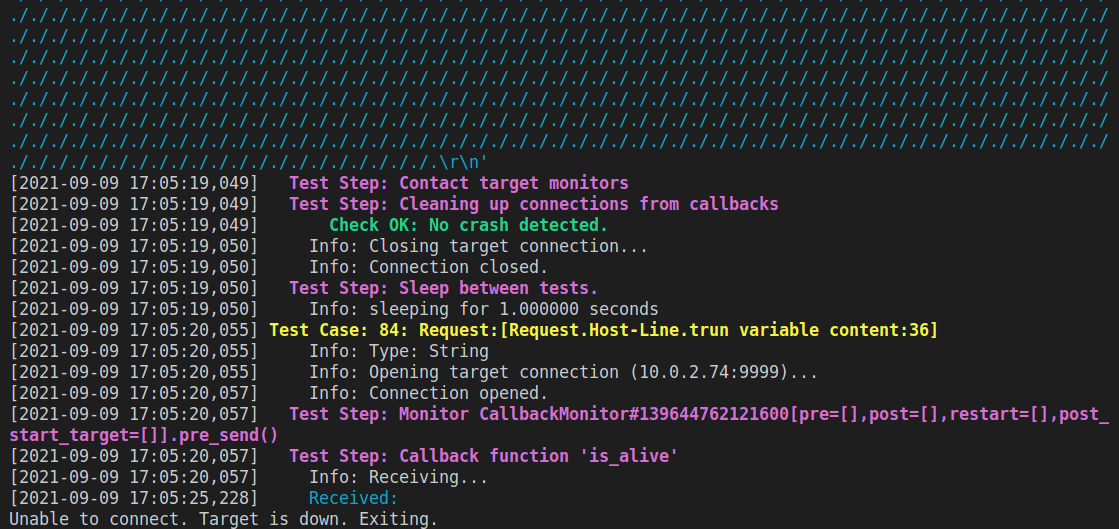 ./././././././././././././././././././././././././././././././././././././././././././././././././././././././
./././././././././././././././././././././././././././././././././././././././././././././././././././././././
./././././././././././././././././././././././././././././././././././././././././././././././././././././././
./././././././././././././././././././././././././././././././././././././././././././././././././././././././
./././././././././././././././././././././././././././././././././././././././././././././././././././././././
./././././././././././././././././././././././././././././././././././././././././././././././././././././././
./././././././././././././././././././././././././././././././././././././././././././././././././././././././
./././././././././././././././././././././.\r\n'
[2021-09-09 17:05:19,049]   Test Step: Contact target monitors
[2021-09-09 17:05:19,049]   Test Step: Cleaning up connections from callbacks
[2021-09-09 17:05:19,049]       Check OK: No crash detected.
[2021-09-09 17:05:19,050]     Info: Closing target connection...
[2021-09-09 17:05:19,050]     Info: Connection closed.
[2021-09-09 17:05:19,050]   Test Step: Sleep between tests.
[2021-09-09 17:05:19,050]     Info: sleeping for 1.000000 seconds
[2021-09-09 17:05:20,055] Test Case: 84: Request:[Request.Host-Line.trun variable content:36]
[2021-09-09 17:05:20,055]     Info: Type: String
[2021-09-09 17:05:20,055]     Info: Opening target connection (10.0.2.74:9999)...
[2021-09-09 17:05:20,057]     Info: Connection opened.
[2021-09-09 17:05:20,057]   Test Step: Monitor CallbackMonitor#139644762121600[pre=[],post=[],restart=[],post_
start_target=[]].pre_send()
[2021-09-09 17:05:20,057]   Test Step: Callback function 'is_alive'
[2021-09-09 17:05:20,057]     Info: Receiving...
[2021-09-09 17:05:25,228]     Received:
Unable to connect. Target is down. Exiting.